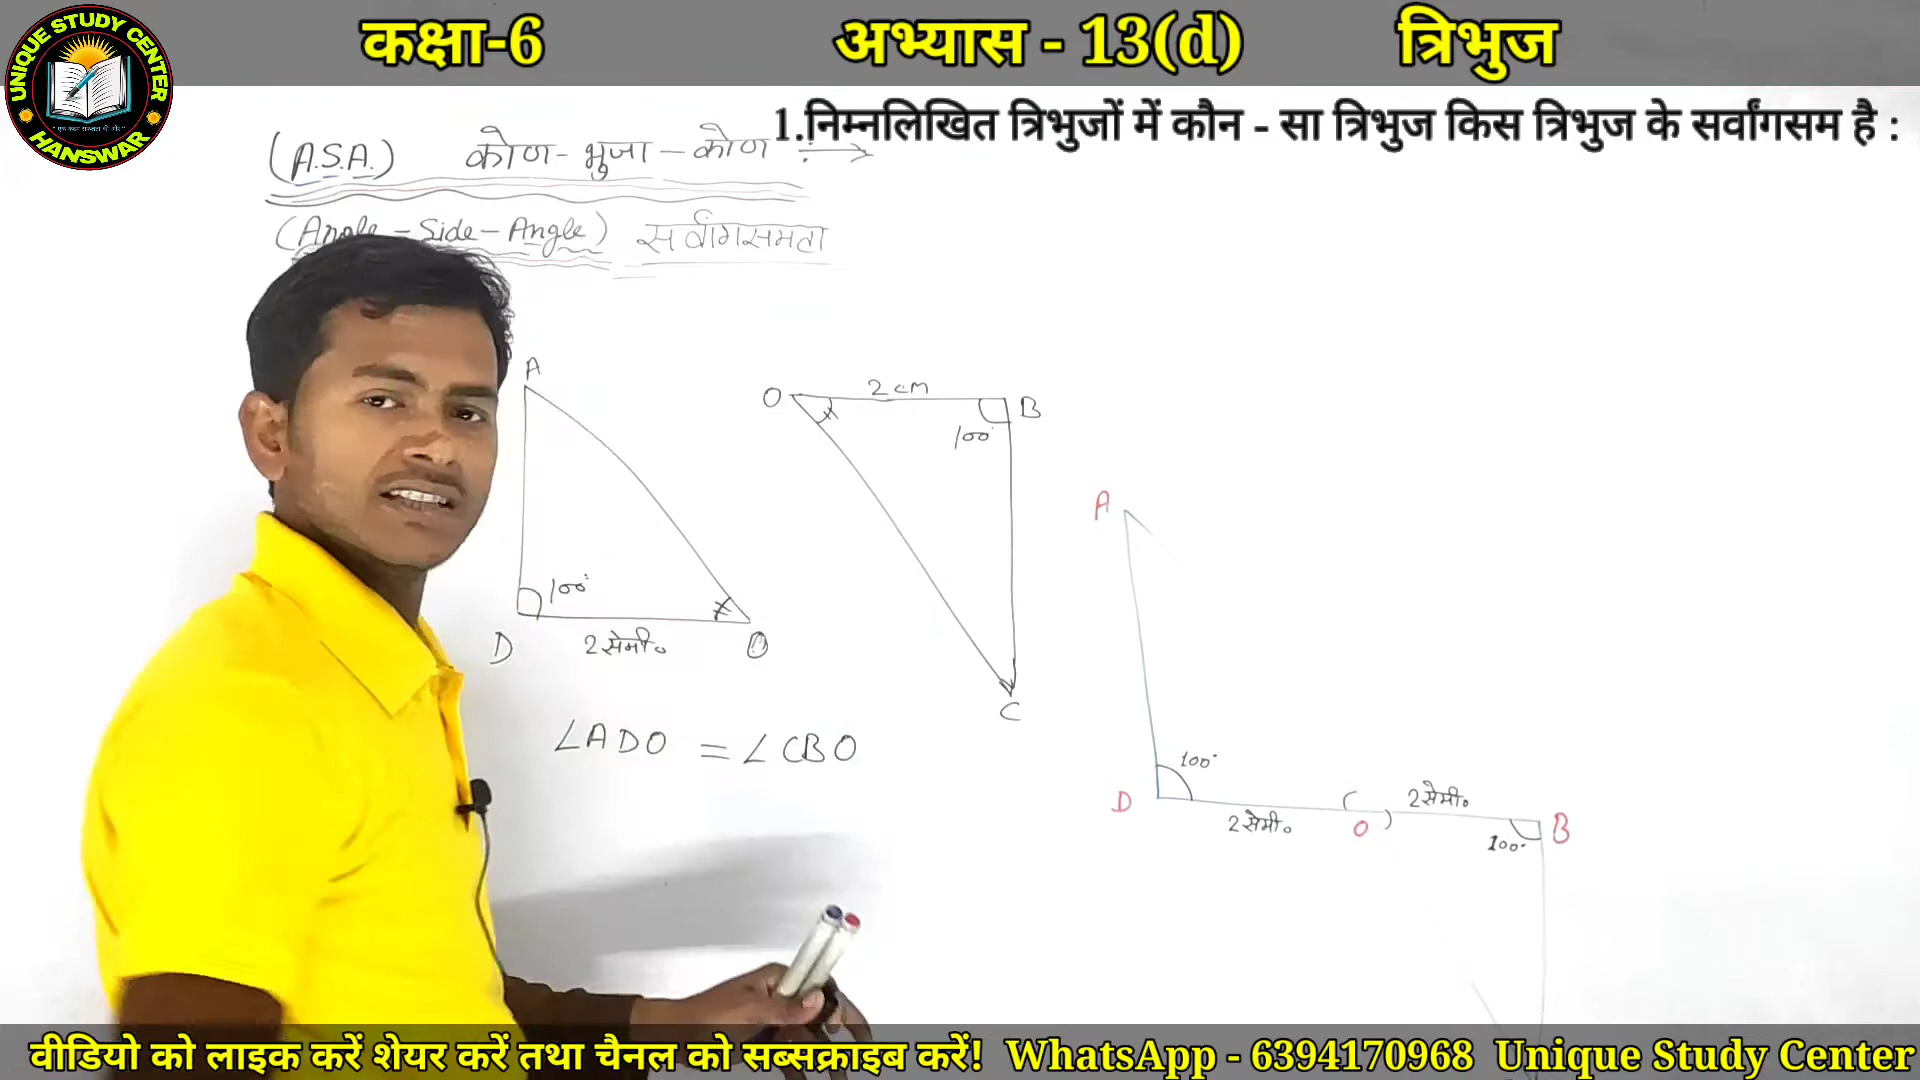 कक्षा-6 अभ्यास - 13(d) त्रिभुज
UNIQUE STUDY CENTER
HANSWAR
1.निम्नलिखित त्रिभुजों में कौन - सा त्रिभुज किस त्रिभुज के सर्वांगसम है :
(A.S.A.) कोण - भुजा - कोण
(Angle - Side - Angle) सर्वांगसमता
A
100°
D 2 सेमी० O
O 2 cm B
100°
C
∠ADO = ∠CBO
A
100°
D 2 सेमी० O 2 सेमी० B
100°
वीडियो को लाइक करें शेयर करें तथा चैनल को सब्सक्राइब करें! WhatsApp - 6394170968 Unique Study Center